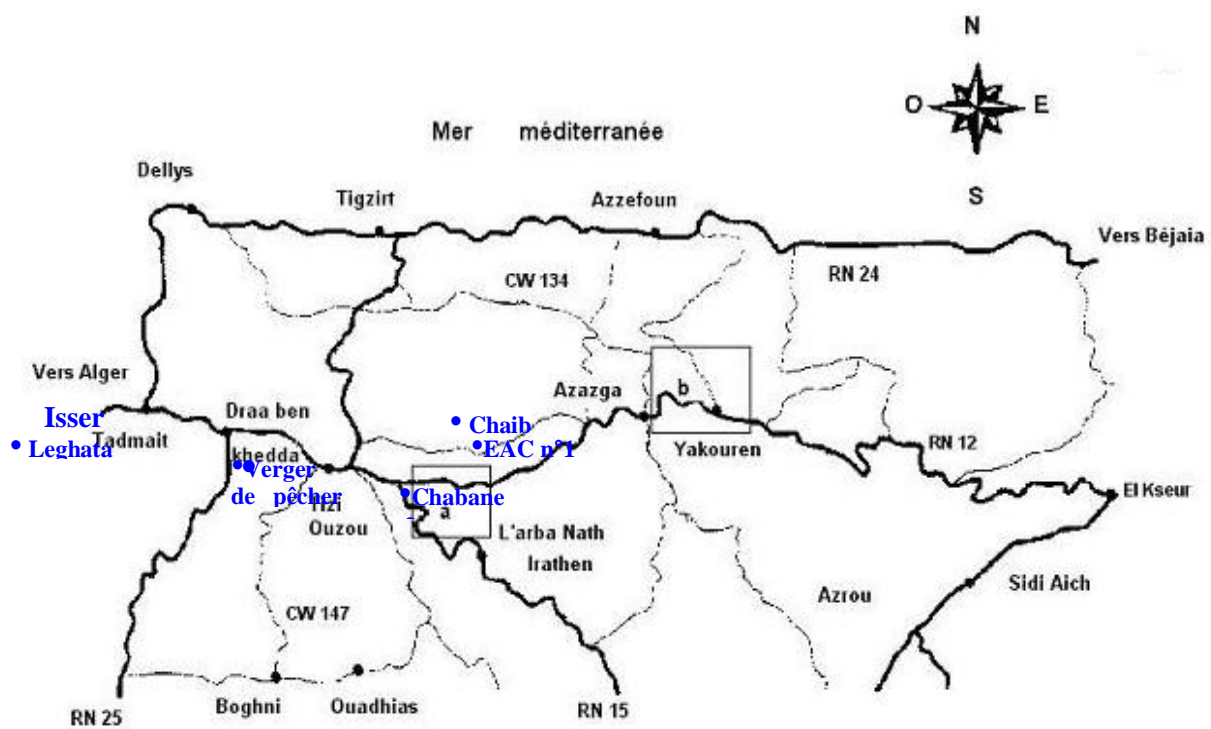 N
O
E
S
Mer méditerranée
Dellys
Tigzirt
Azzefoun
Vers Béjaia
RN 24
CW 134
Vers Alger
Isser
Tadmait
Leghata
Draa ben
khedda
Verger
de pêcher
Tizi
Ouzou
Chaib
EAC n°1
Chabane
a
Azazga
b
Yakouren
RN 12
El Kseur
L'arba Nath
Irathen
Azrou
Sidi Aich
CW 147
Boghni
Ouadhias
RN 25
RN 15